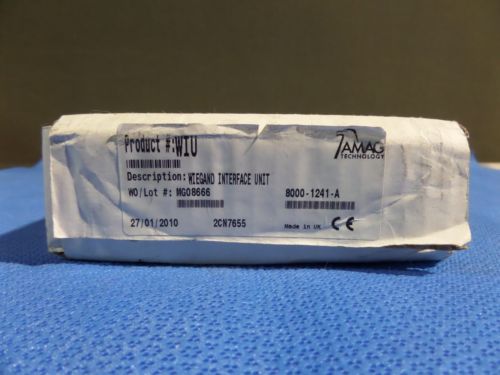 Product #:WIU
AMAG
TECHNOLOGY
Description: WIEGAND INTERFACE UNIT
WO/Lot #: MG08666
8000-1241-A
27/01/2010
2CN7655
Made in UK CE